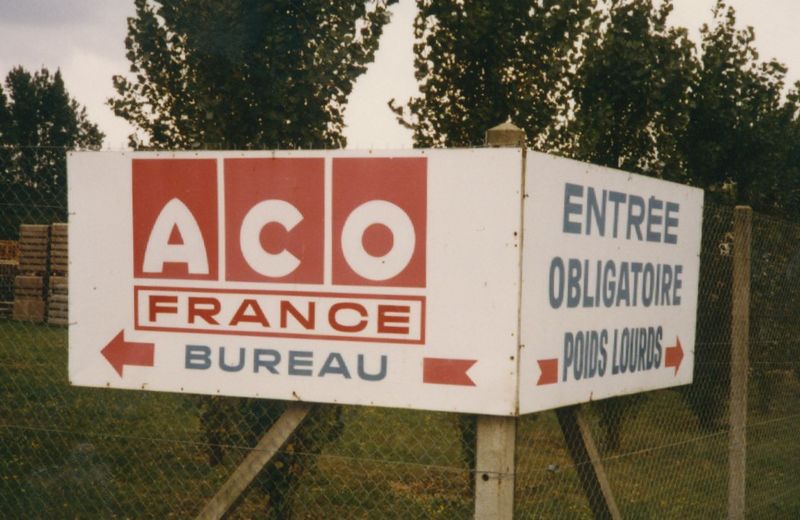 ACO
FRANCE
BUREAU
ENTRÉE
OBLIGATOIRE
POIDS LOURDS